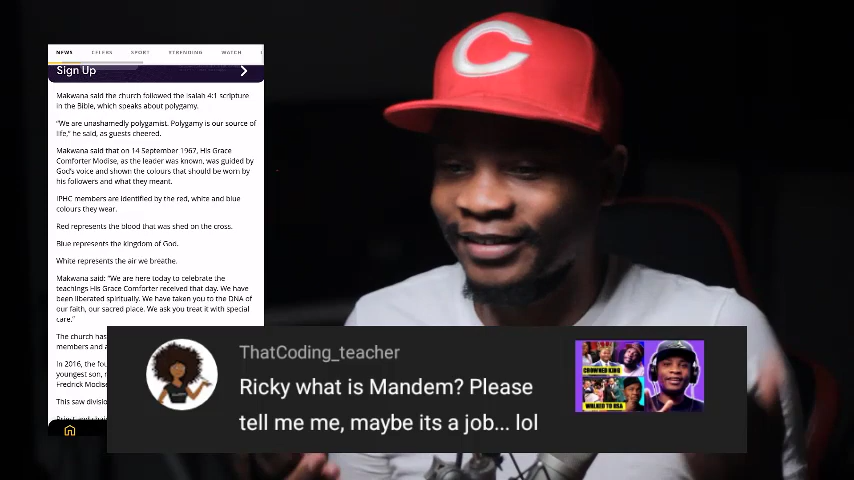 NEWS CELEBS SPORT #TRENDING WATCH
Sign Up
Makwana said the church followed the Isaiah 4:1 scripture
in the Bible, which speaks about polygamy.
"We are unashamedly polygamist. Polygamy is our source of
life," he said, as guests cheered.
Makwana said that on 14 September 1967, His Grace
Comforter Modise, as the leader was known, was guided by
God's voice and shown the colours that should be worn by
his followers and what they meant.
IPHC members are identified by the red, white and blue
colours they wear.
Red represents the blood that was shed on the cross.
Blue represents the kingdom of God.
White represents the air we breathe.
Makwana said: "We are here today to celebrate the
teachings His Grace Comforter received that day. We have
been liberated spiritually. We have taken you to the DNA of
our faith, our sacred place. We ask you treat it with special
care."
The church has
members and
In 2016, the
youngest son,
Fredrick Modise
This saw
C
ThatCoding_teacher
Ricky what is Mandem? Please
tell me me, maybe its a job... lol
CROWNED KING
WALKED TO RSA